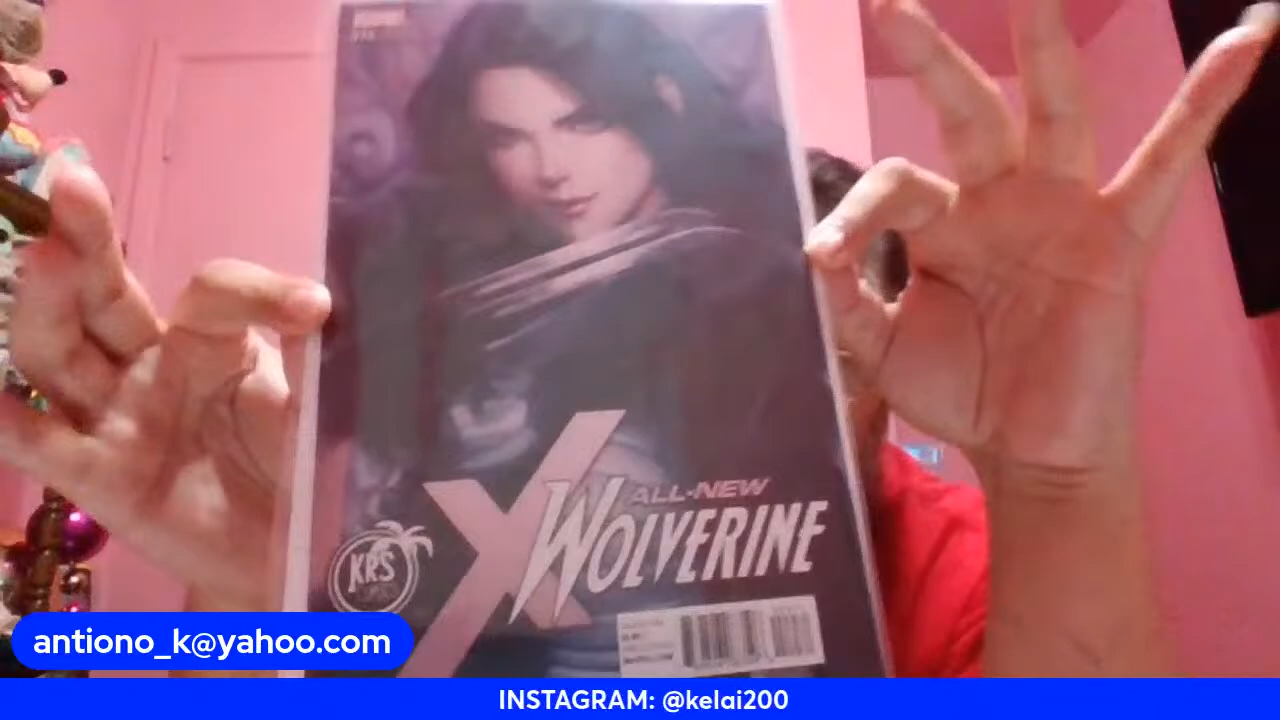 ALL-NEW
X WOLVERINE
KRS
antiono_k@yahoo.com
INSTAGRAM: @kelai200